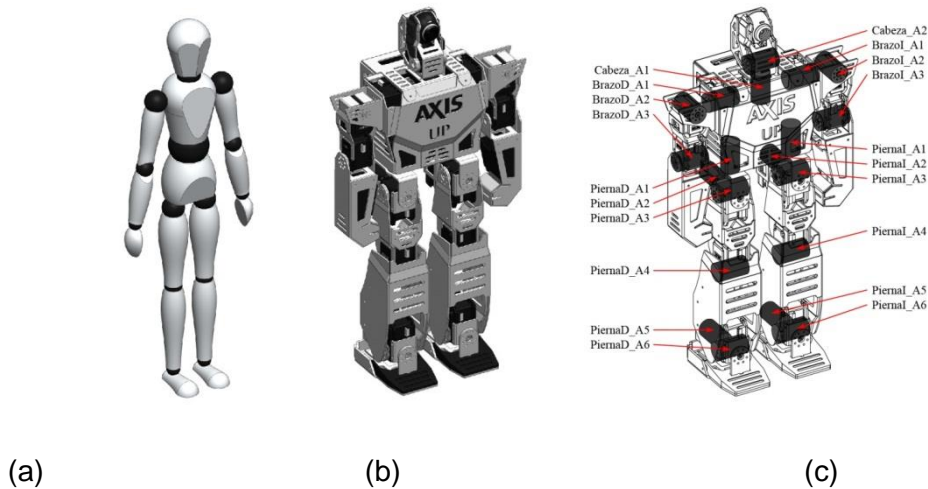 AXIS
UP
Cabeza_A2
BrazoI_A1
BrazoI_A2
BrazoI_A3
Cabeza_A1
BrazoD_A1
BrazoD_A2
BrazoD_A3
AXIS
UP
PiernaI_A1
PiernaI_A2
PiernaI_A3
PiernaD_A1
PiernaD_A2
PiernaD_A3
PiernaI_A4
PiernaD_A4
PiernaI_A5
PiernaI_A6
PiernaD_A5
PiernaD_A6
(a) (b) (c)